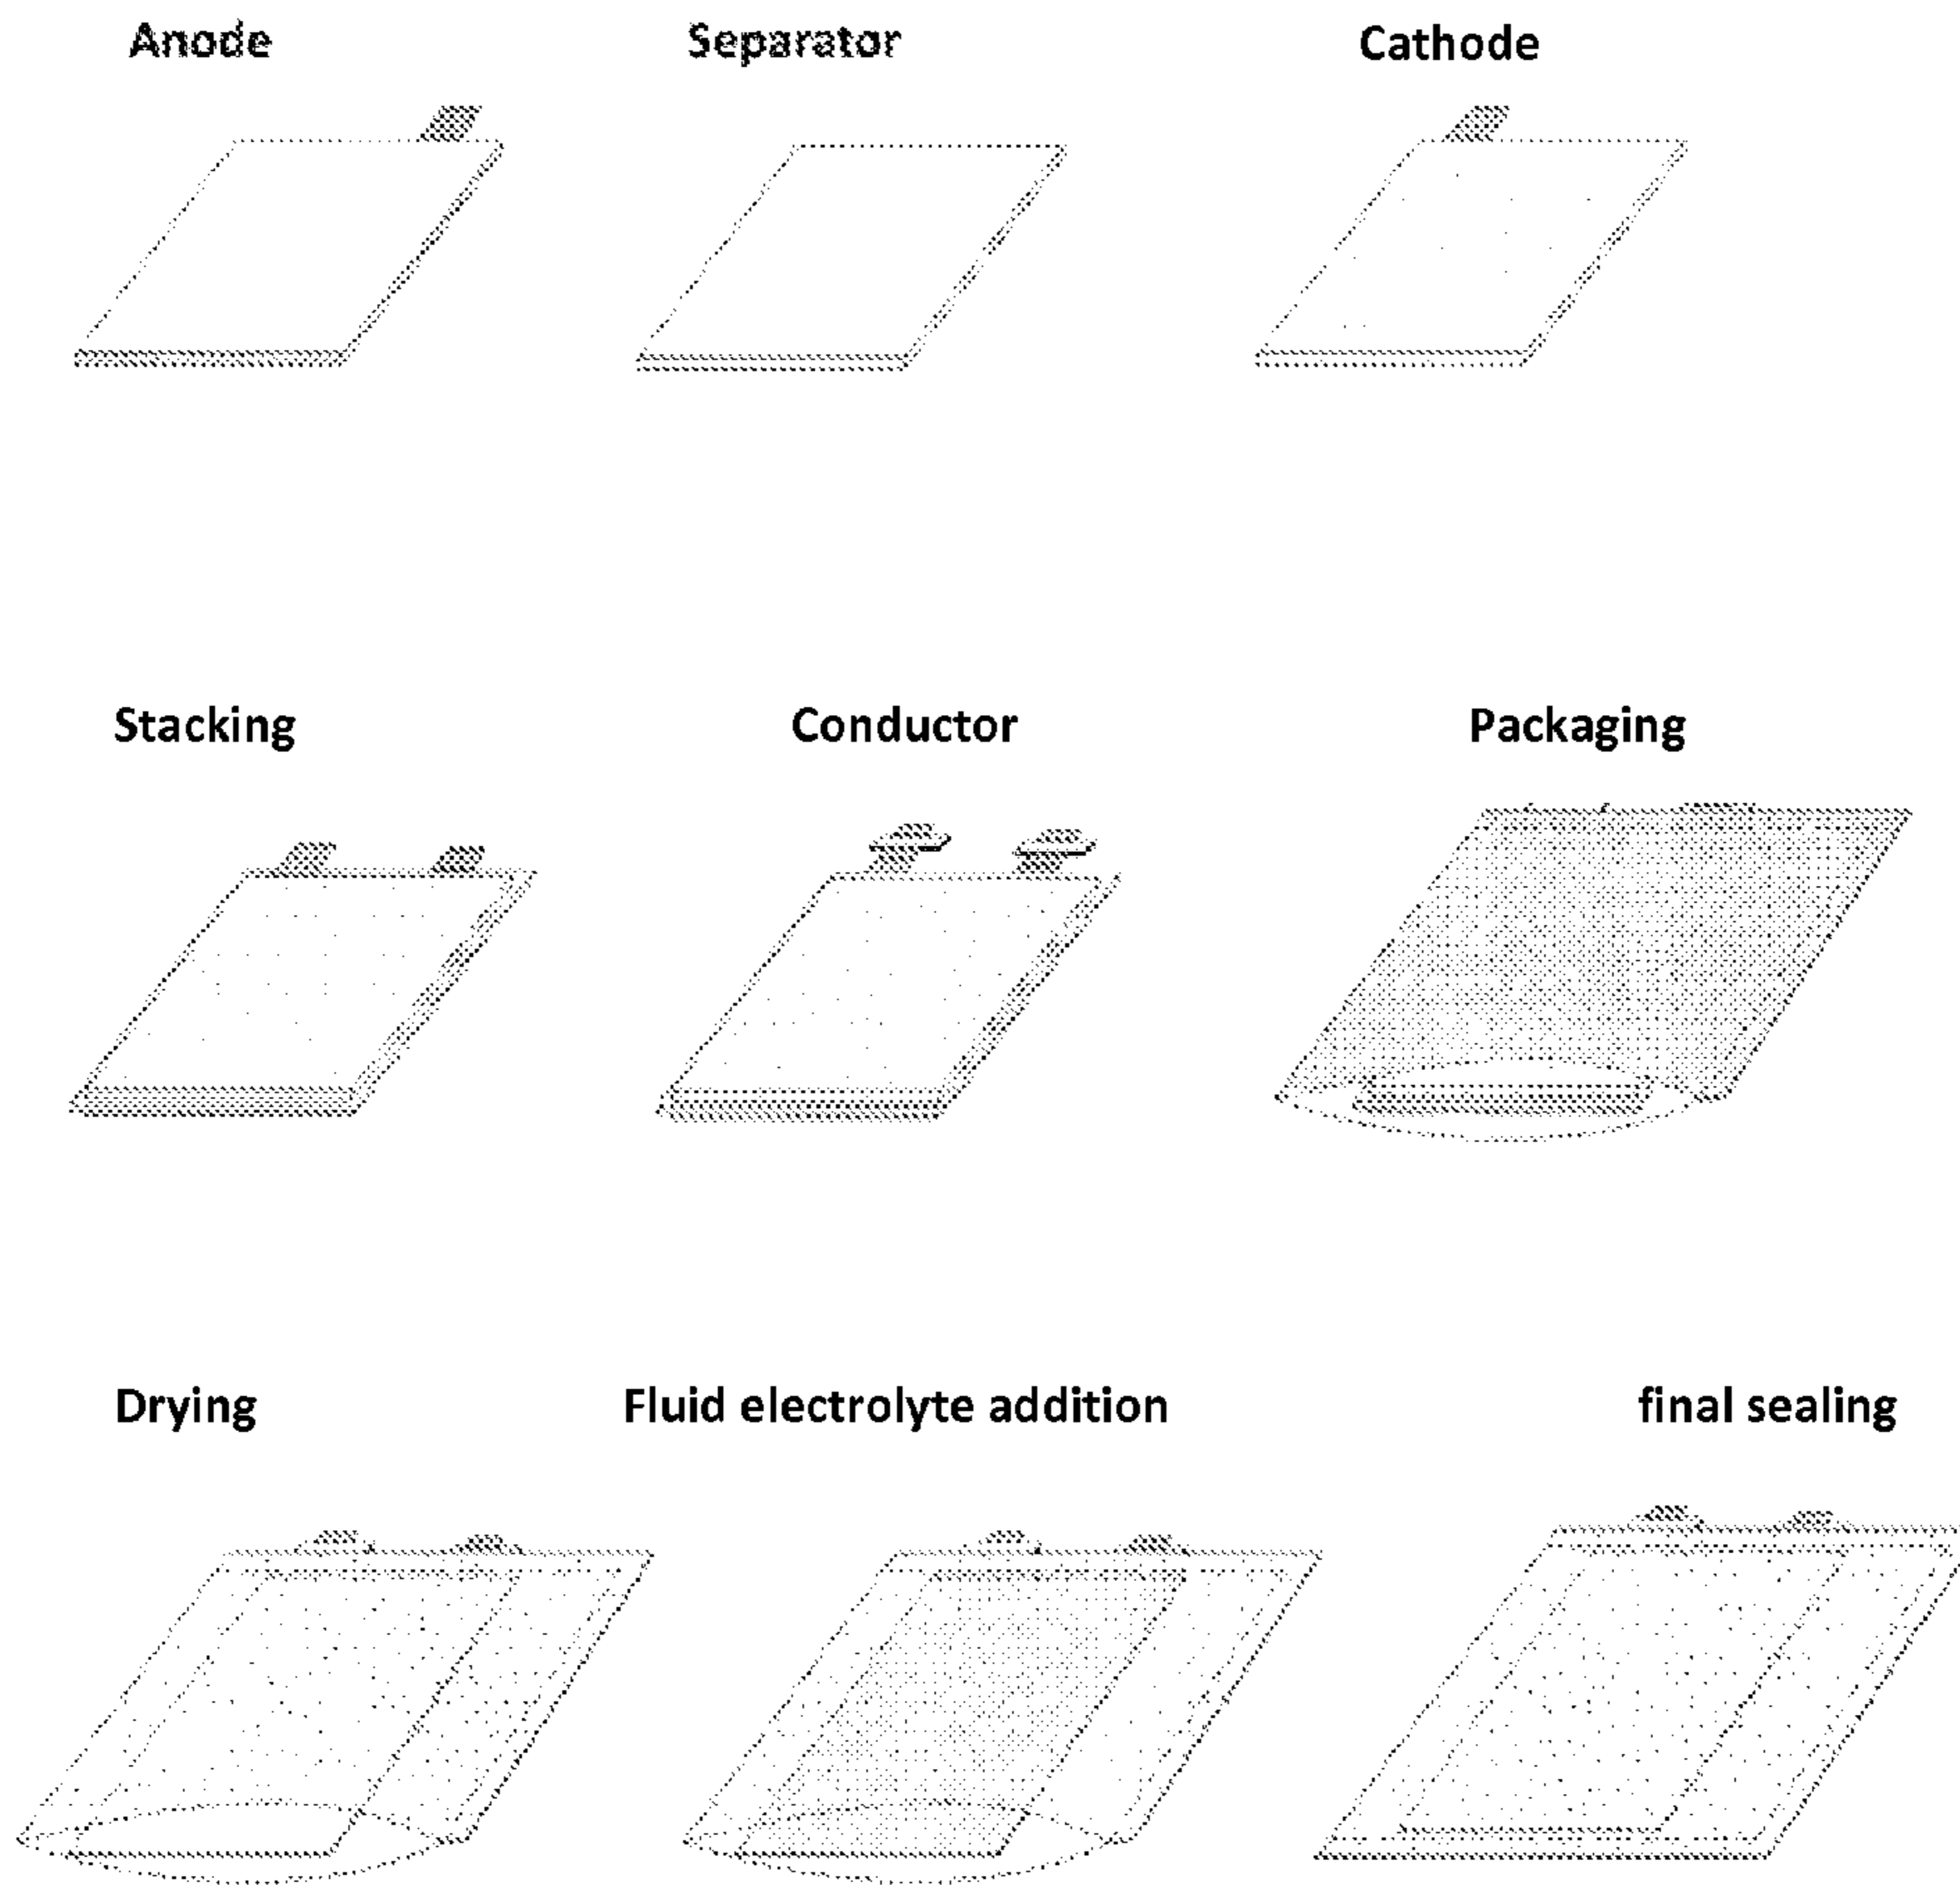 Anode
Separator
Cathode
Stacking
Conductor
Packaging
Drying
Fluid electrolyte addition
final sealing